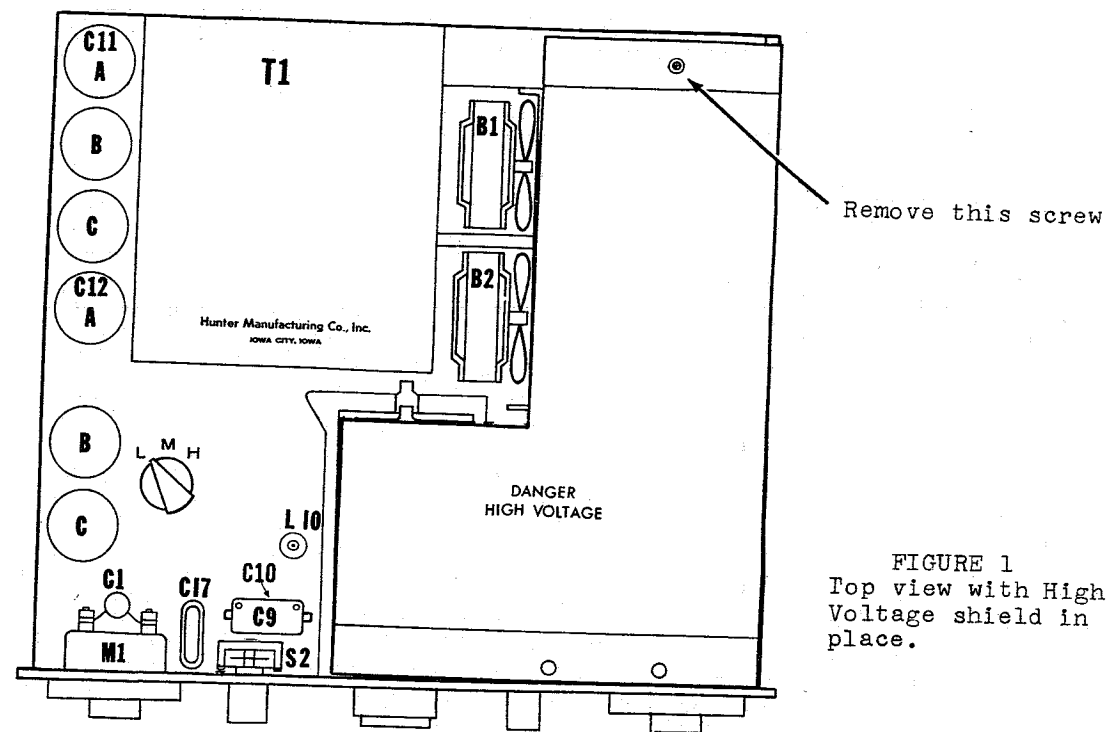 C11
A
T1
B1
Remove this screw
B
C
B2
C12
A
Hunter Manufacturing Co., Inc.
IOWA CITY, IOWA
B
L M H
DANGER
HIGH VOLTAGE
C
L 10
C10
C1
C17
C9
M1
S2
FIGURE 1
Top view with High
Voltage shield in
place.